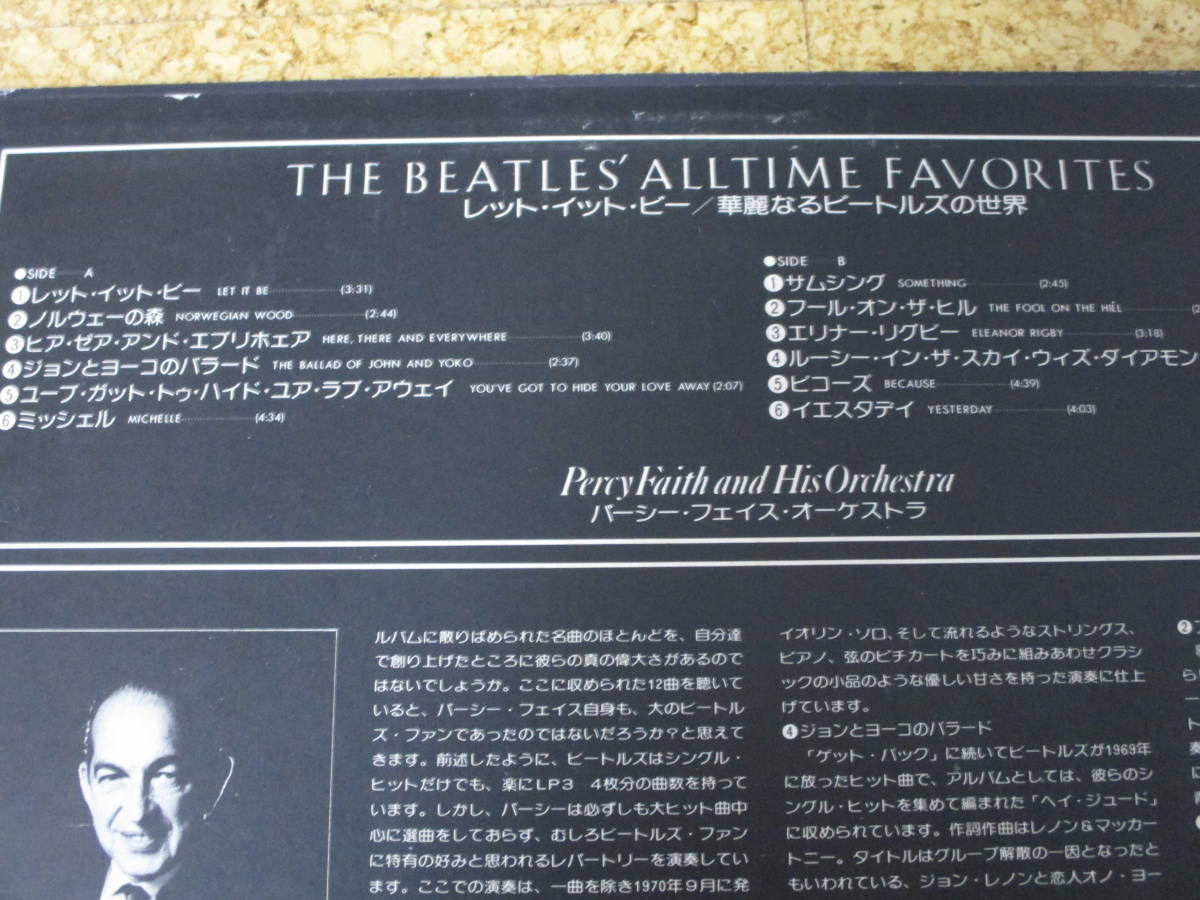 THE BEATLES' ALLTIME FAVORITES
レット・イット・ビー／華麗なるビートルズの世界
●SIDE A
❶レット・イット・ビー LET IT BE (3:31)
❷ノルウェーの森 NORWEGIAN WOOD (2:44)
❸ヒア・ゼア・アンド・エブリホェア HERE, THERE AND EVERYWHERE (3:40)
❹ジョンとヨーコのバラード THE BALLAD OF JOHN AND YOKO (2:37)
❺ユーブ・ガット・トゥ・ハイド・ユア・ラブ・アウェイ YOU'VE GOT TO HIDE YOUR LOVE AWAY (2:07)
❻ミッシェル MICHELLE (4:34)
●SIDE B
❶サムシング SOMETHING (2:45)
❷フール・オン・ザ・ヒル THE FOOL ON THE HILL
❸エリナー・リグビー ELEANOR RIGBY (3:18)
❹ルーシー・イン・ザ・スカイ・ウィズ・ダイアモン
❺ビコーズ BECAUSE (4:39)
❻イエスタデイ YESTERDAY (4:03)
Percy Faith and His Orchestra
パーシー・フェイス・オーケストラ
ルバムに散りばめられた名曲のほとんどを、自分達
で創り上げたところに彼らの真の偉大さがあるので
はないでしょうか。ここに収められた12曲を聴いて
いると、パーシー・フェイス自身も、大のビートル
ズ・ファンであったのではないだろうか？と思えて
きます。前述したように、ビートルズはシングル・
ヒットだけでも、楽にLP3 4枚分の曲数を持って
います。しかし、パーシーは必ずしも大ヒット曲中
心に選曲をしておらず、むしろビートルズ・ファン
に特有の好みと思われるレパートリーを演奏してい
ます。ここでの演奏は、一曲を除き1970年9月に発
イオリン・ソロ、そして流れるようなストリングス、
ピアノ、弦のピチカートを巧みに組みあわせクラシ
ックの小品のような優しい甘さを持った演奏に仕上
げています。
❹ジョンとヨーコのバラード
「ゲット・バック」に続いてビートルズが1969年
に放ったヒット曲で、アルバムとしては、彼らのシ
ングル・ヒットを集めて編まれた「ヘイ・ジュード」
に収められています。作詞作曲はレノン&マッカー
トニー。タイトルはグループ解散の一因となったと
もいわれている、ジョン・レノンと恋人オノ・ヨー
❷